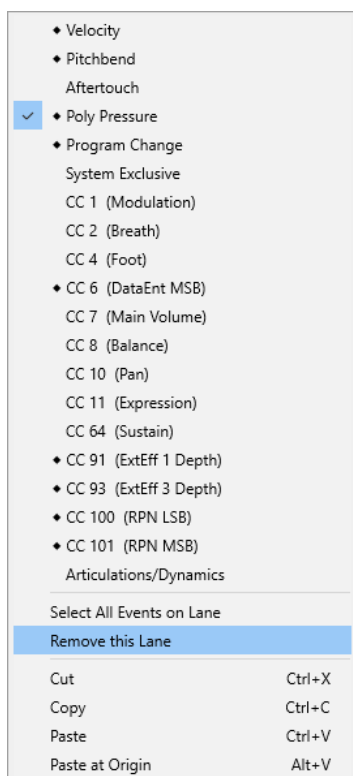 ◆ Velocity
◆ Pitchbend
Aftertouch
✓ ◆ Poly Pressure
◆ Program Change
System Exclusive
CC 1 (Modulation)
CC 2 (Breath)
CC 4 (Foot)
◆ CC 6 (DataEnt MSB)
CC 7 (Main Volume)
CC 8 (Balance)
CC 10 (Pan)
CC 11 (Expression)
CC 64 (Sustain)
◆ CC 91 (ExtEff 1 Depth)
◆ CC 93 (ExtEff 3 Depth)
◆ CC 100 (RPN LSB)
◆ CC 101 (RPN MSB)
Articulations/Dynamics
Select All Events on Lane
Remove this Lane
Cut Ctrl+X
Copy Ctrl+C
Paste Ctrl+V
Paste at Origin Alt+V